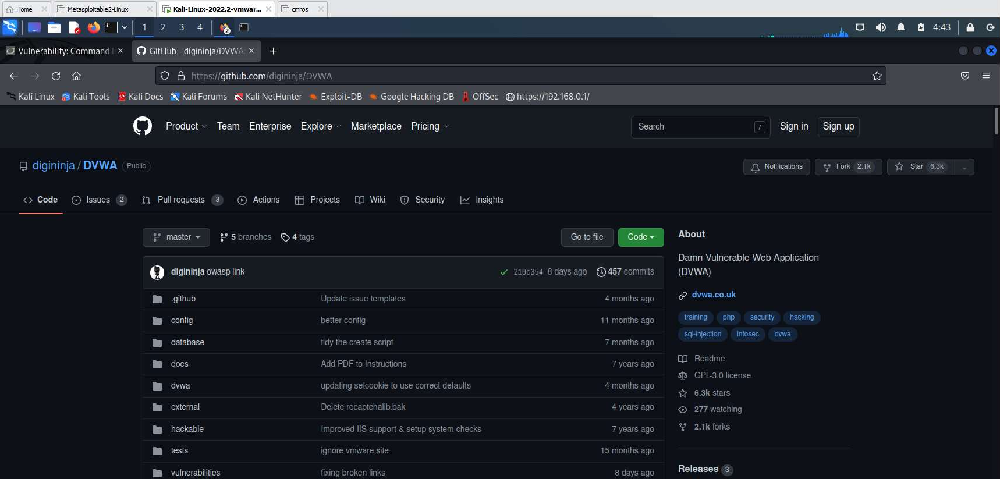 Home Metasploitable2-Linux Kali-Linux-2022.2-vmwar... cmros
1 2 3 4 2 4:43
Vulnerability: Command I GitHub - digininja/DVWA:
https://github.com/digininja/DVWA
Kali Linux Kali Tools Kali Docs Kali Forums Kali NetHunter Exploit-DB Google Hacking DB OffSec https://192.168.0.1/
Product Team Enterprise Explore Marketplace Pricing Search / Sign in Sign up
digininja / DVWA Public Notifications Fork 2.1k Star 6.3k
Code Issues 2 Pull requests 3 Actions Projects Wiki Security Insights
master 5 branches 4 tags Go to file Code
digininja owasp link 210c354 8 days ago 457 commits
.github Update issue templates 4 months ago
config better config 11 months ago
database tidy the create script 7 months ago
docs Add PDF to Instructions 7 years ago
dvwa updating setcookie to use correct defaults 4 months ago
external Delete recaptchalib.bak 4 years ago
hackable Improved IIS support & setup system checks 7 years ago
tests ignore vmware site 15 months ago
vulnerabilities fixing broken links 8 days ago
About
Damn Vulnerable Web Application
(DVWA)
dvwa.co.uk
training php security hacking
sql-injection infosec dvwa
Readme
GPL-3.0 license
6.3k stars
277 watching
2.1k forks
Releases 3